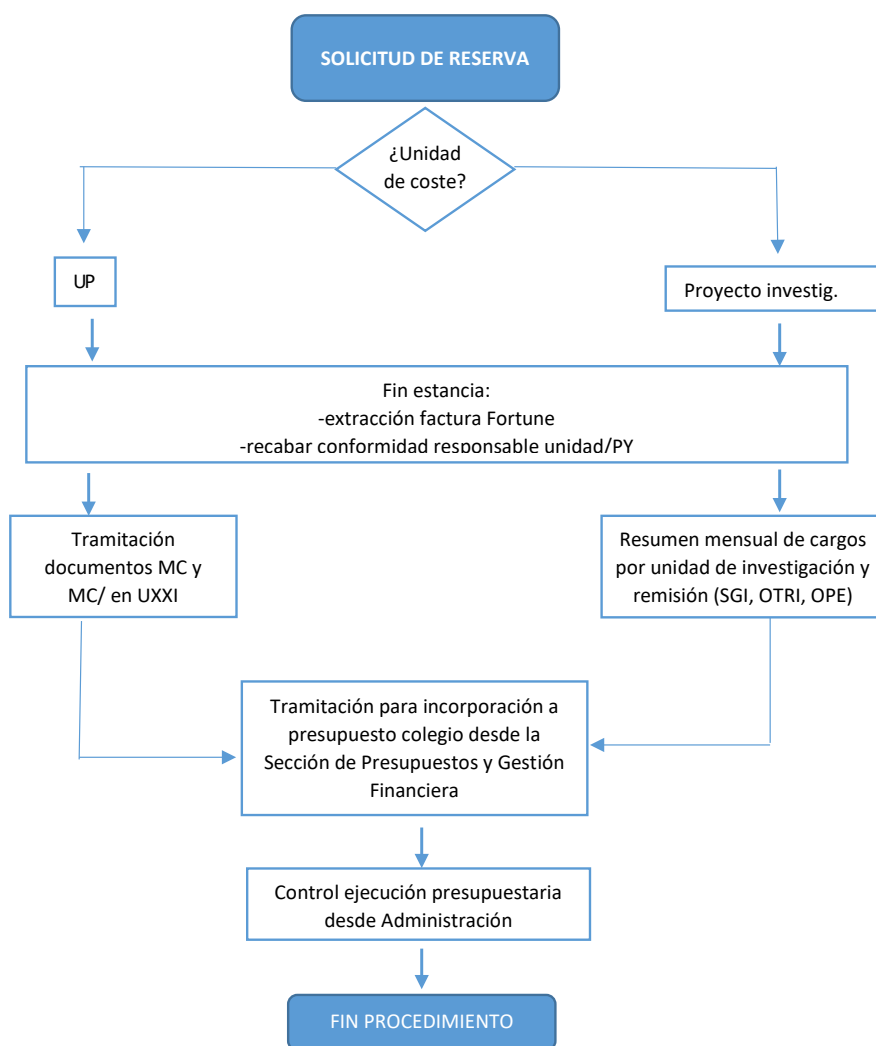 SOLICITUD DE RESERVA
¿Unidad
de coste?
UP
Proyecto investig.
Fin estancia:
-extracción factura Fortune
-recabar conformidad responsable unidad/PY
Tramitación
documentos MC y
MC/ en UXXI
Resumen mensual de cargos
por unidad de investigación y
remisión (SGI, OTRI, OPE)
Tramitación para incorporación a
presupuesto colegio desde la
Sección de Presupuestos y Gestión
Financiera
Control ejecución presupuestaria
desde Administración
FIN PROCEDIMIENTO